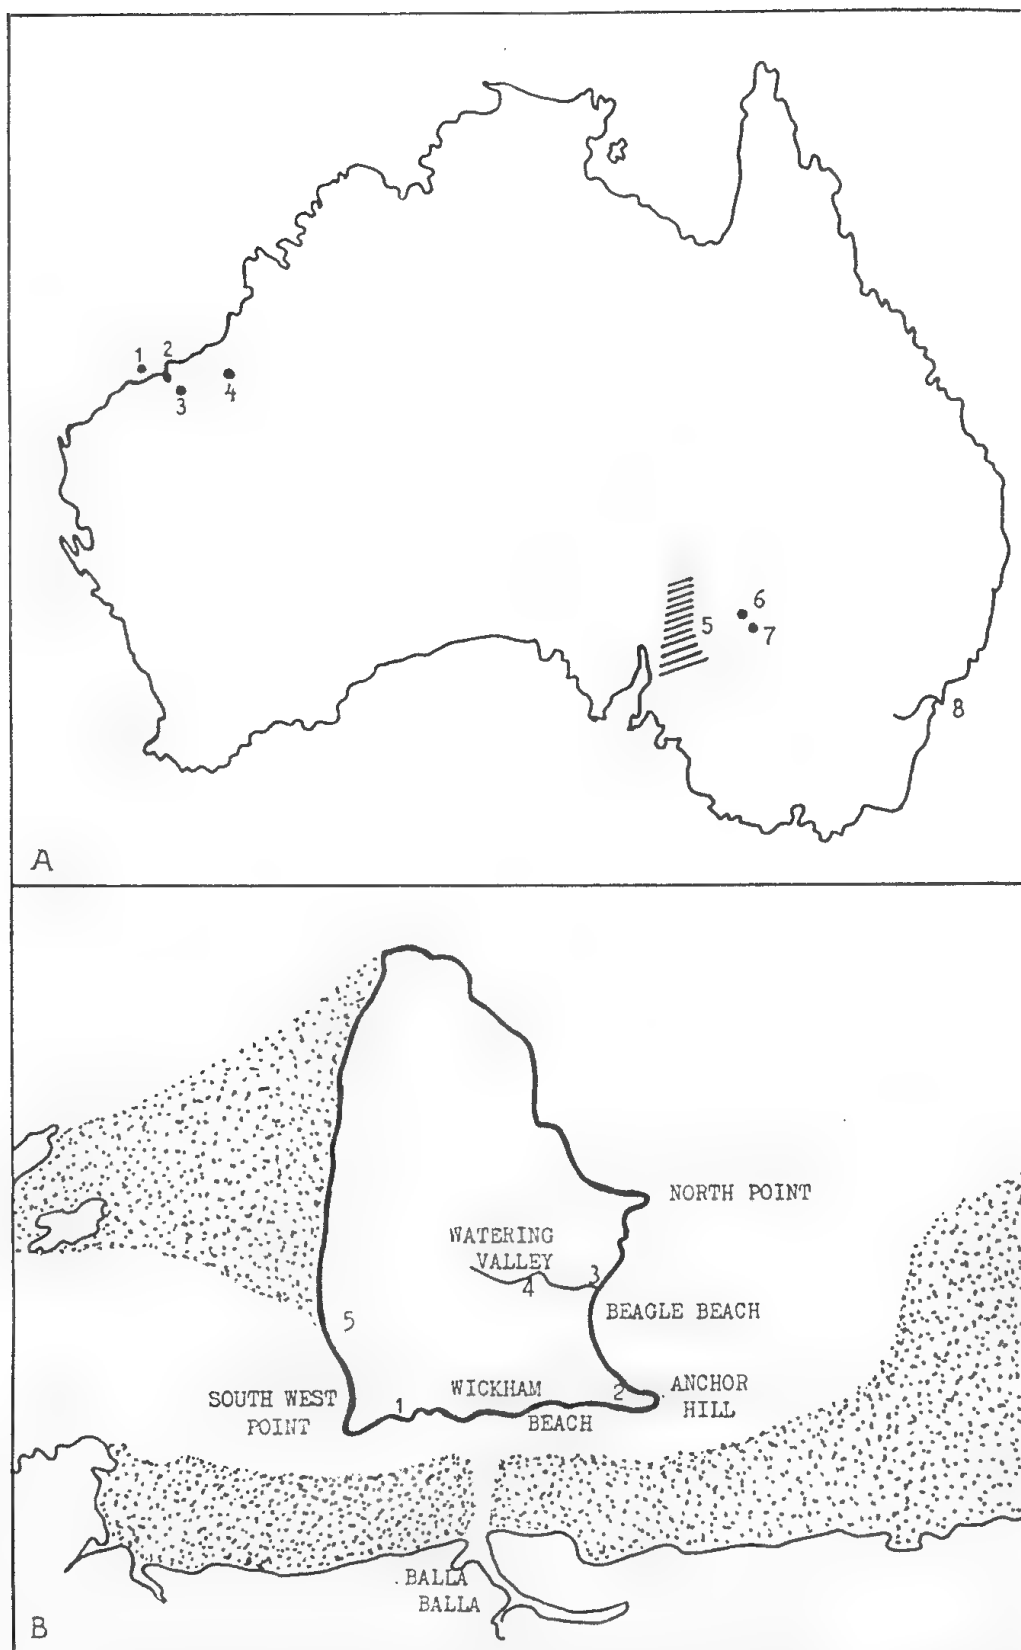 1
2
3
4
5
6
7
8
A
NORTH POINT
WATERING
VALLEY
3
4
BEAGLE BEACH
5
SOUTH WEST
POINT
WICKHAM
BEACH
1
2
ANCHOR
HILL
BALLA
BALLA
B